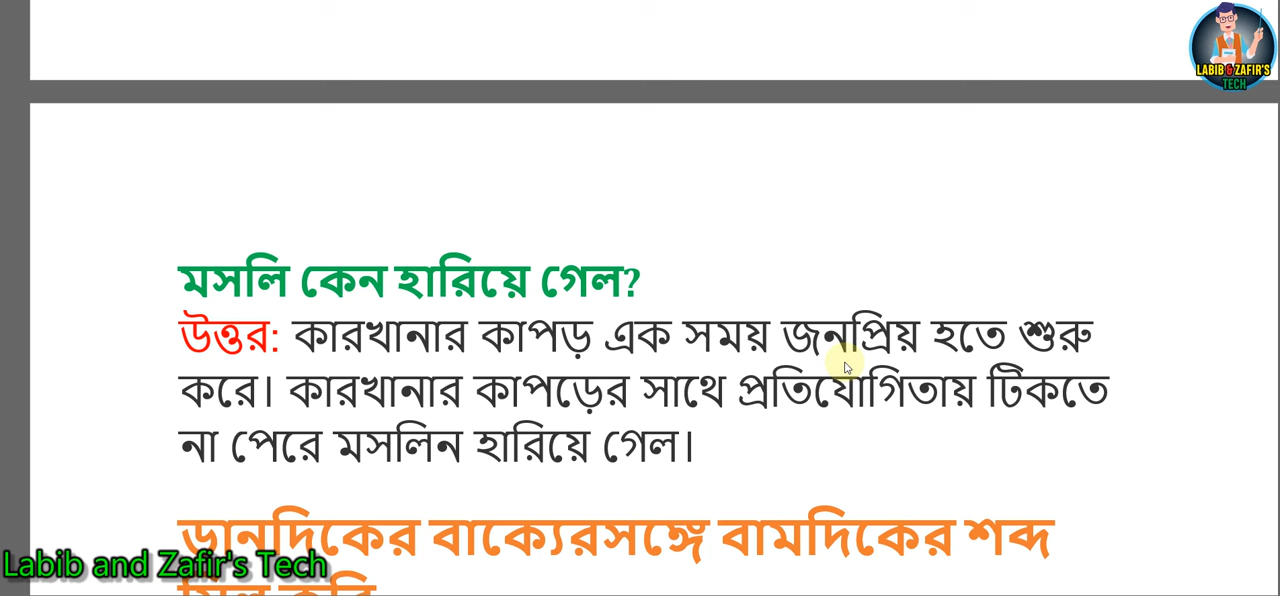 LABIB & ZAFIR'S
TECH
মসলি কেন হারিয়ে গেল?
উত্তর: কারখানার কাপড় এক সময় জনপ্রিয় হতে শুরু
করে। কারখানার কাপড়ের সাথে প্রতিযোগিতায় টিকতে
না পেরে মসলিন হারিয়ে গেল।
ডানদিকের বাক্যেরসঙ্গে বামদিকের শব্দ
Labib and Zafir's Tech